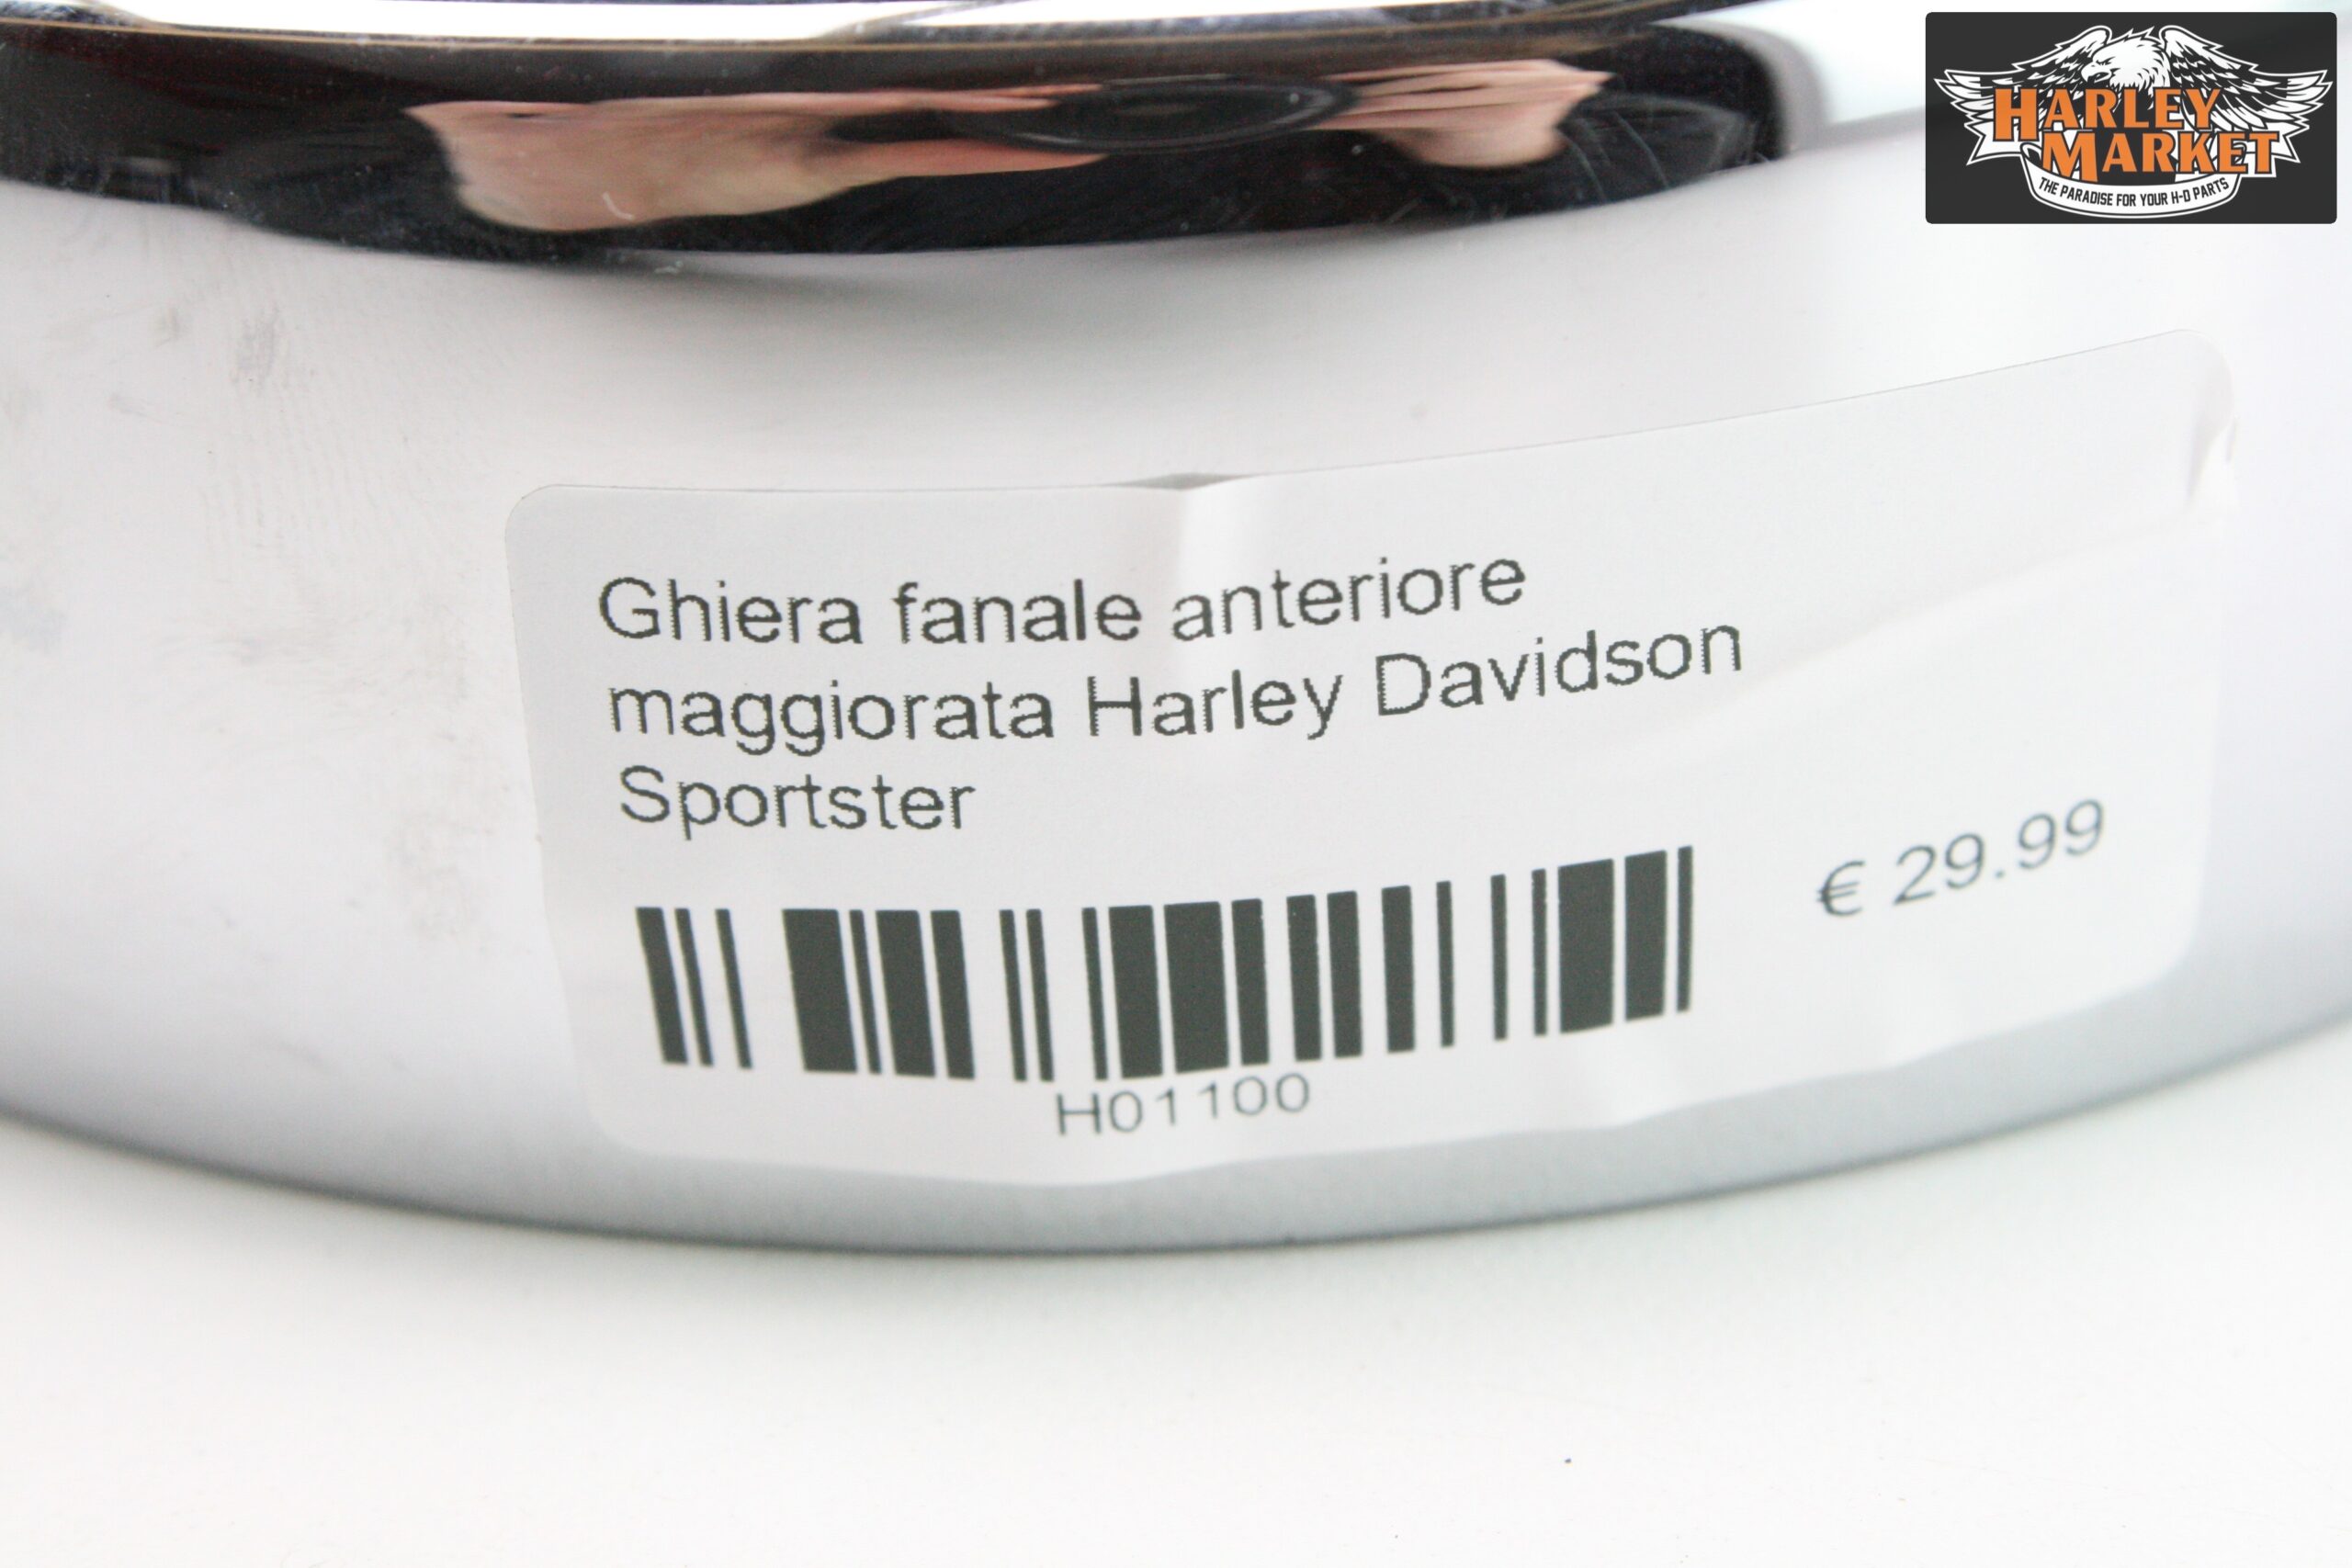 HARLEY
MARKET
THE PARADISE FOR YOUR H-D PARTS
Ghiera fanale anteriore
maggiorata Harley Davidson
Sportster
€ 29.99
H01100